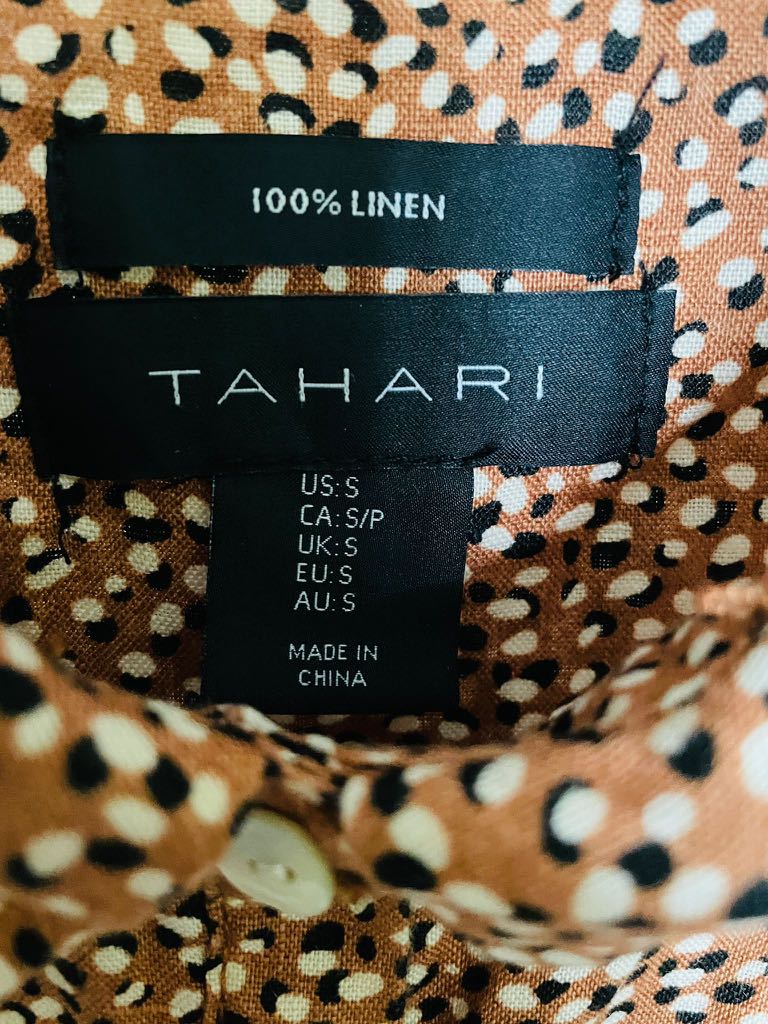 100% LINEN
TAHARI
US: S
CA: S/P
UK: S
EU: S
AU: S
MADE IN
CHINA